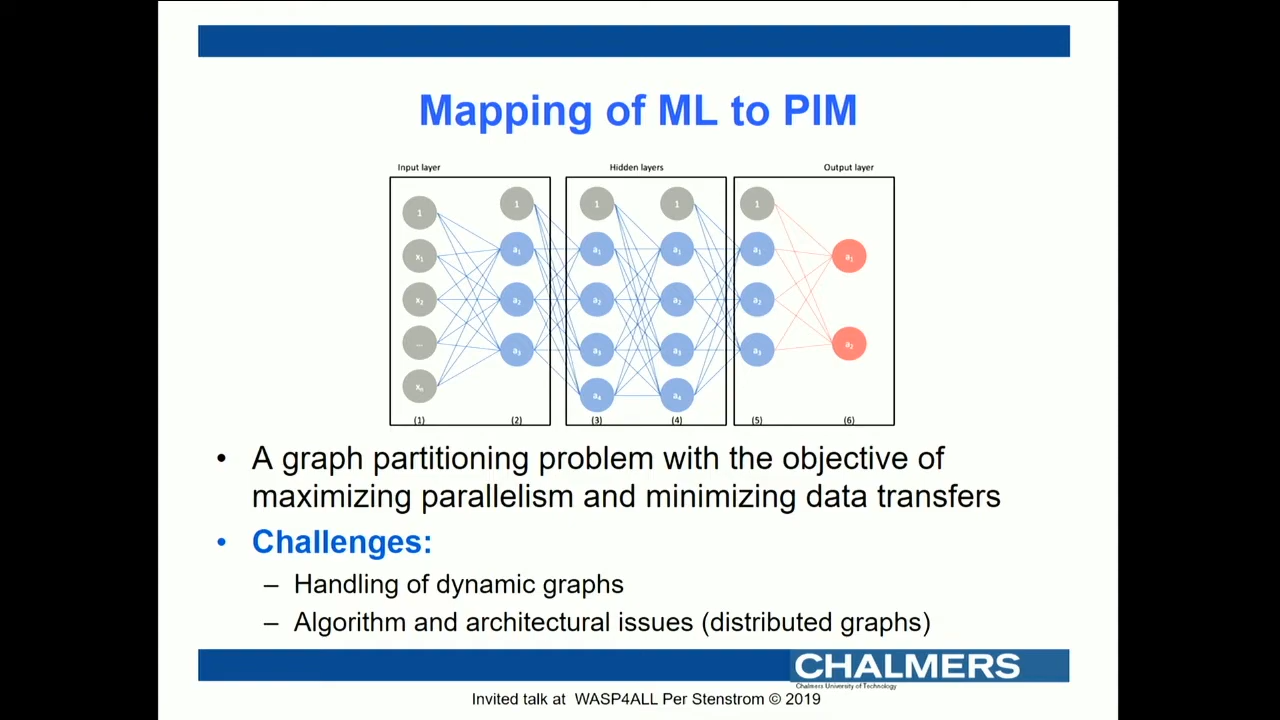 Mapping of ML to PIM
Input layer
Hidden layers
Output layer
1 1 1 1 1
x1 a1 a1 a1 a1 a1
x2 a2 a2 a2 a2 a2
... a3 a3 a3 a3
xn a4 a4
(1) (2) (3) (4) (5) (6)
• A graph partitioning problem with the objective of
maximizing parallelism and minimizing data transfers
• Challenges:
– Handling of dynamic graphs
– Algorithm and architectural issues (distributed graphs)
CHALMERS
Chalmers University of Technology
Invited talk at WASP4ALL Per Stenstrom © 2019